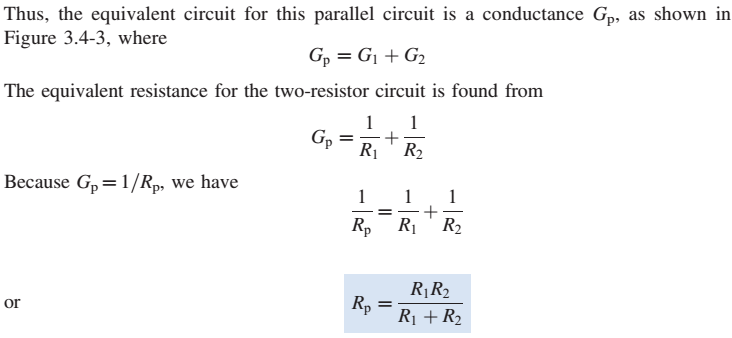 Thus, the equivalent circuit for this parallel circuit is a conductance Gₚ, as shown in
Figure 3.4-3, where
Gₚ = G₁ + G₂
The equivalent resistance for the two-resistor circuit is found from
Gₚ = 1/R₁ + 1/R₂
Because Gₚ = 1/Rₚ, we have
1/Rₚ = 1/R₁ + 1/R₂
or
Rₚ = R₁R₂/(R₁ + R₂)